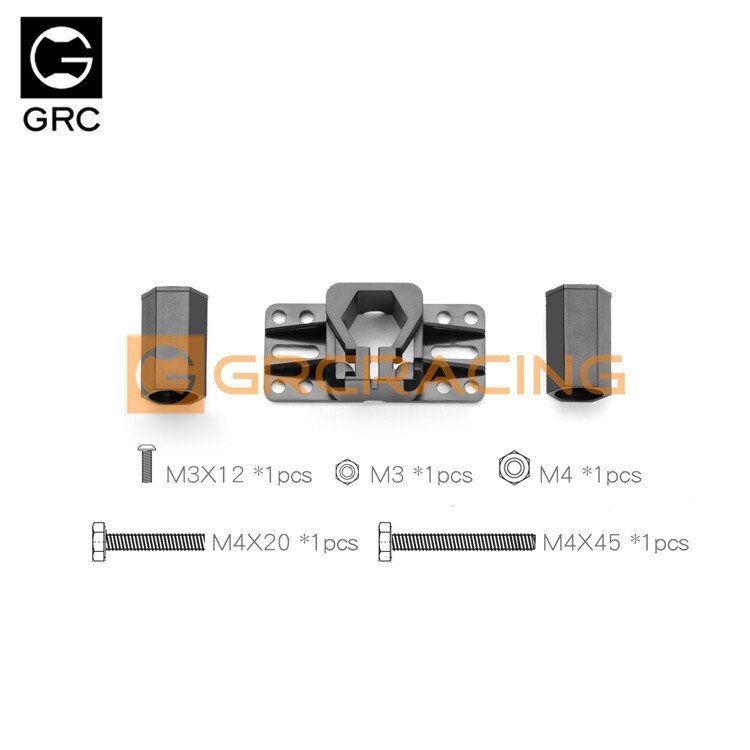 GRC
GRCRACING
M3X12 *1pcs
M3 *1pcs
M4 *1pcs
M4X20 *1pcs
M4X45 *1pcs